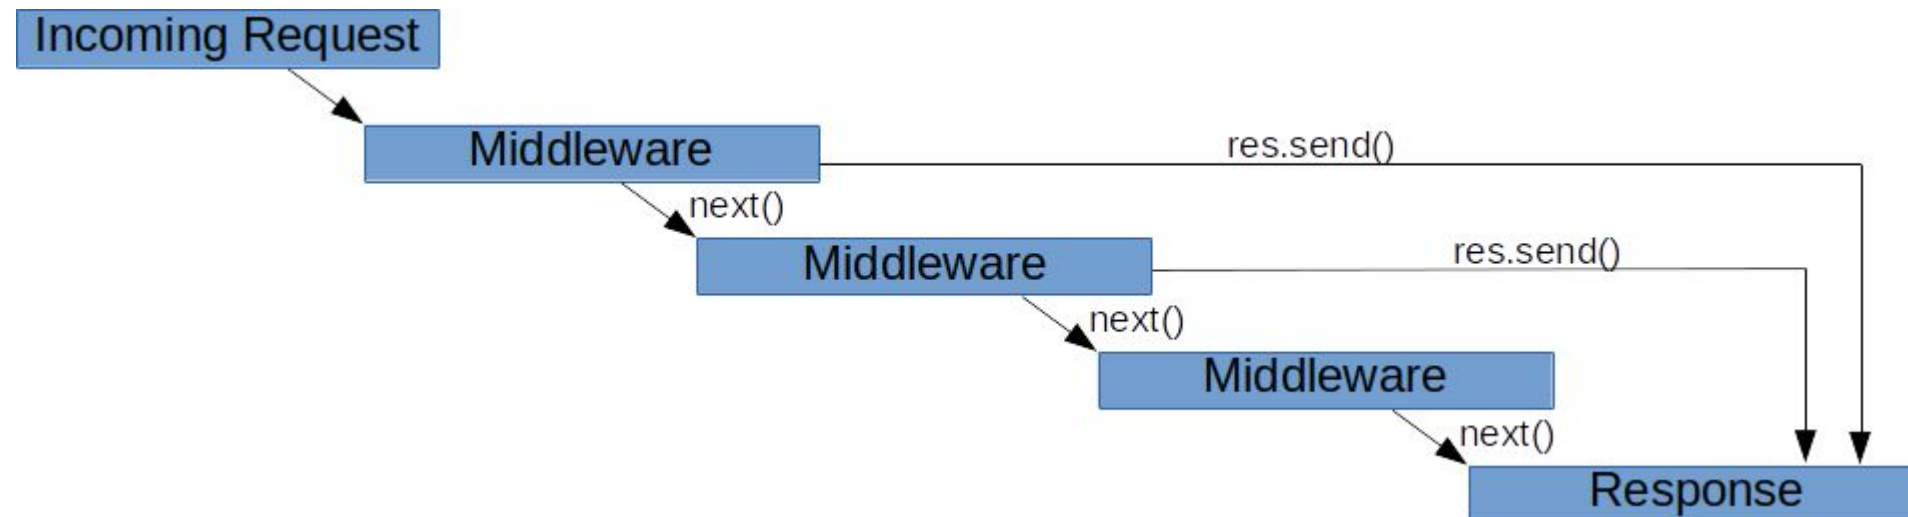 Incoming Request
Middleware
res.send()
next()
Middleware
res.send()
next()
Middleware
next()
Response